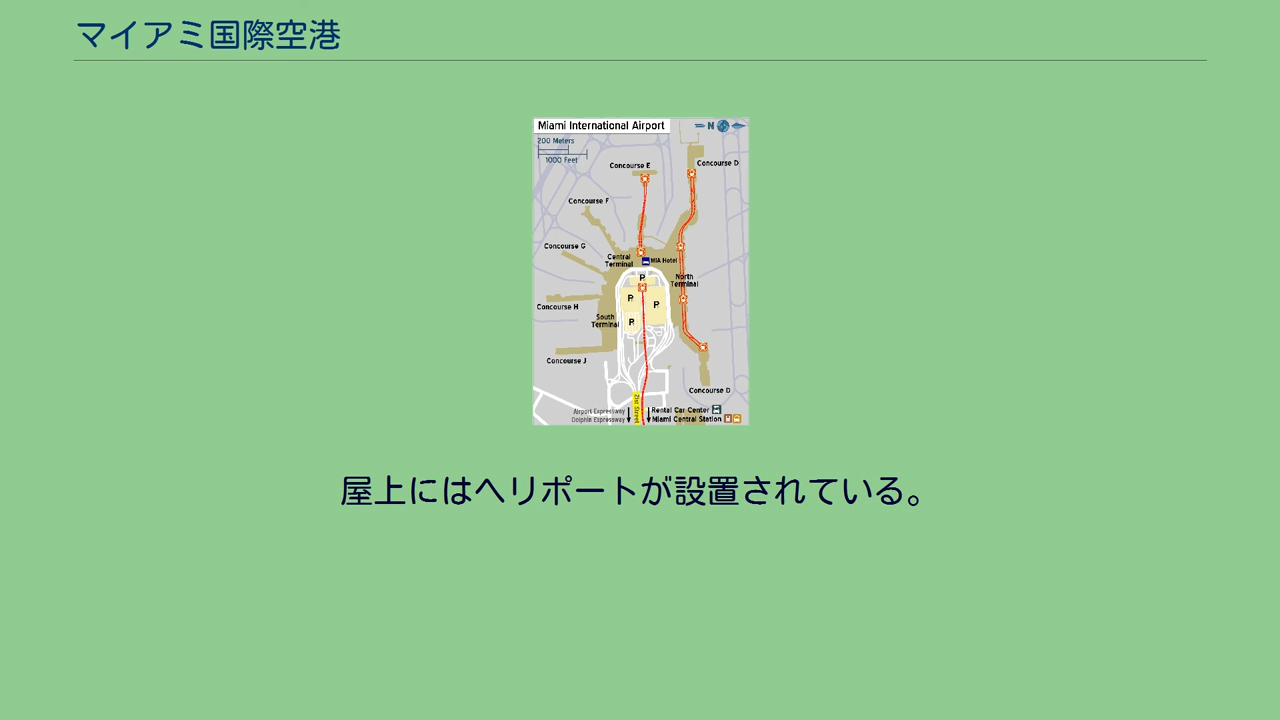 マイアミ国際空港
Miami International Airport
N
200 Meters
1000 Feet
Concourse E
Concourse D
Concourse F
Concourse G
Central
Terminal
MIA Hotel
P
North
Terminal
P
P
Concourse H
South
Terminal
P
Concourse J
Concourse D
21st Street
Airport Expressway
Rental Car Center
Dolphin Expressway
Miami Central Station
屋上にはヘリポートが設置されている。